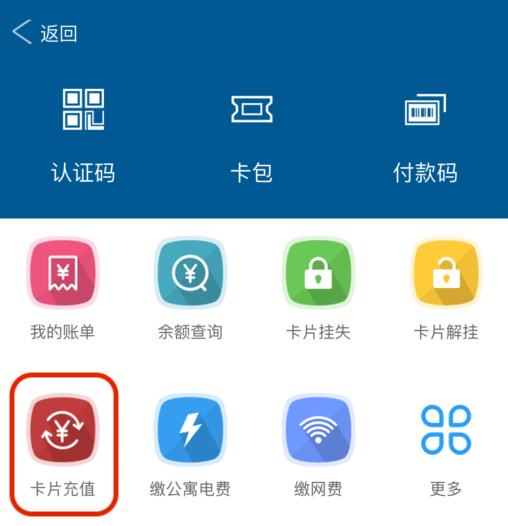 返回
认证码 卡包 付款码
我的账单 余额查询 卡片挂失 卡片解挂
卡片充值 缴公寓电费 缴网费 更多